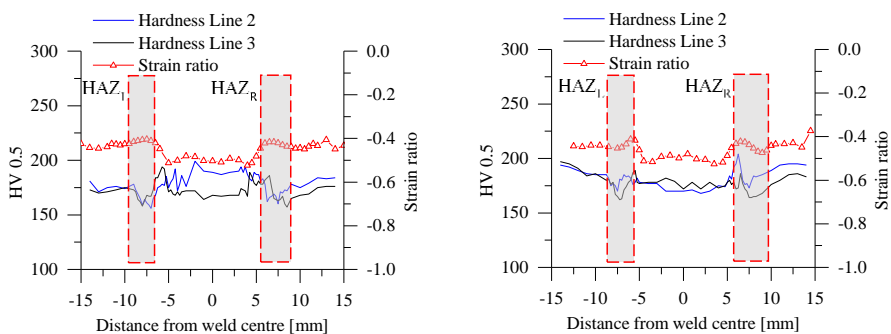 Hardness Line 2
Hardness Line 3
Strain ratio
300
250
200
150
100
HV 0.5
0.0
-0.2
-0.4
-0.6
-0.8
-1.0
Strain ratio
HAZ
HAZR
-15 -10 -5 0 5 10 15
Distance from weld centre [mm]
Hardness Line 2
Hardness Line 3
Strain ratio
300
250
200
150
100
HV 0.5
0.0
-0.2
-0.4
-0.6
-0.8
-1.0
Strain ratio
HAZL
HAZR
-15 -10 -5 0 5 10 15
Distance from weld centre [mm]